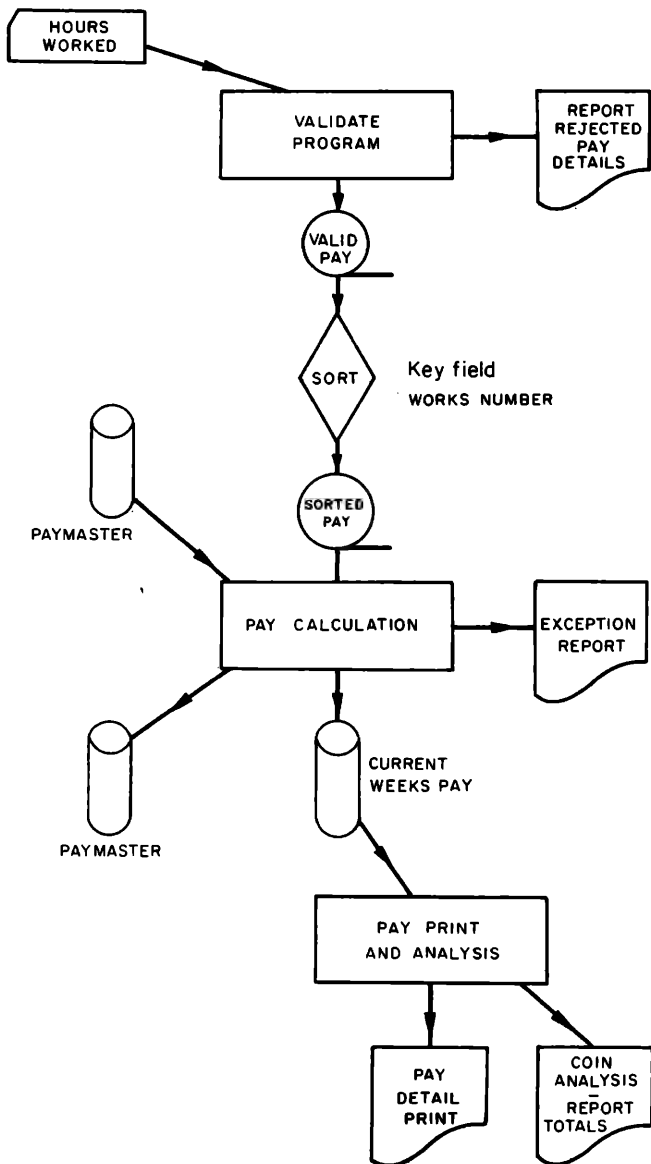 HOURS
WORKED
VALIDATE
PROGRAM
REPORT
REJECTED
PAY
DETAILS
VALID
PAY
SORT
Key field
WORKS NUMBER
SORTED
PAY
PAYMASTER
PAY CALCULATION
EXCEPTION
REPORT
PAYMASTER
CURRENT
WEEKS PAY
PAY PRINT
AND ANALYSIS
PAY
DETAIL
PRINT
COIN
ANALYSIS
–
REPORT
TOTALS